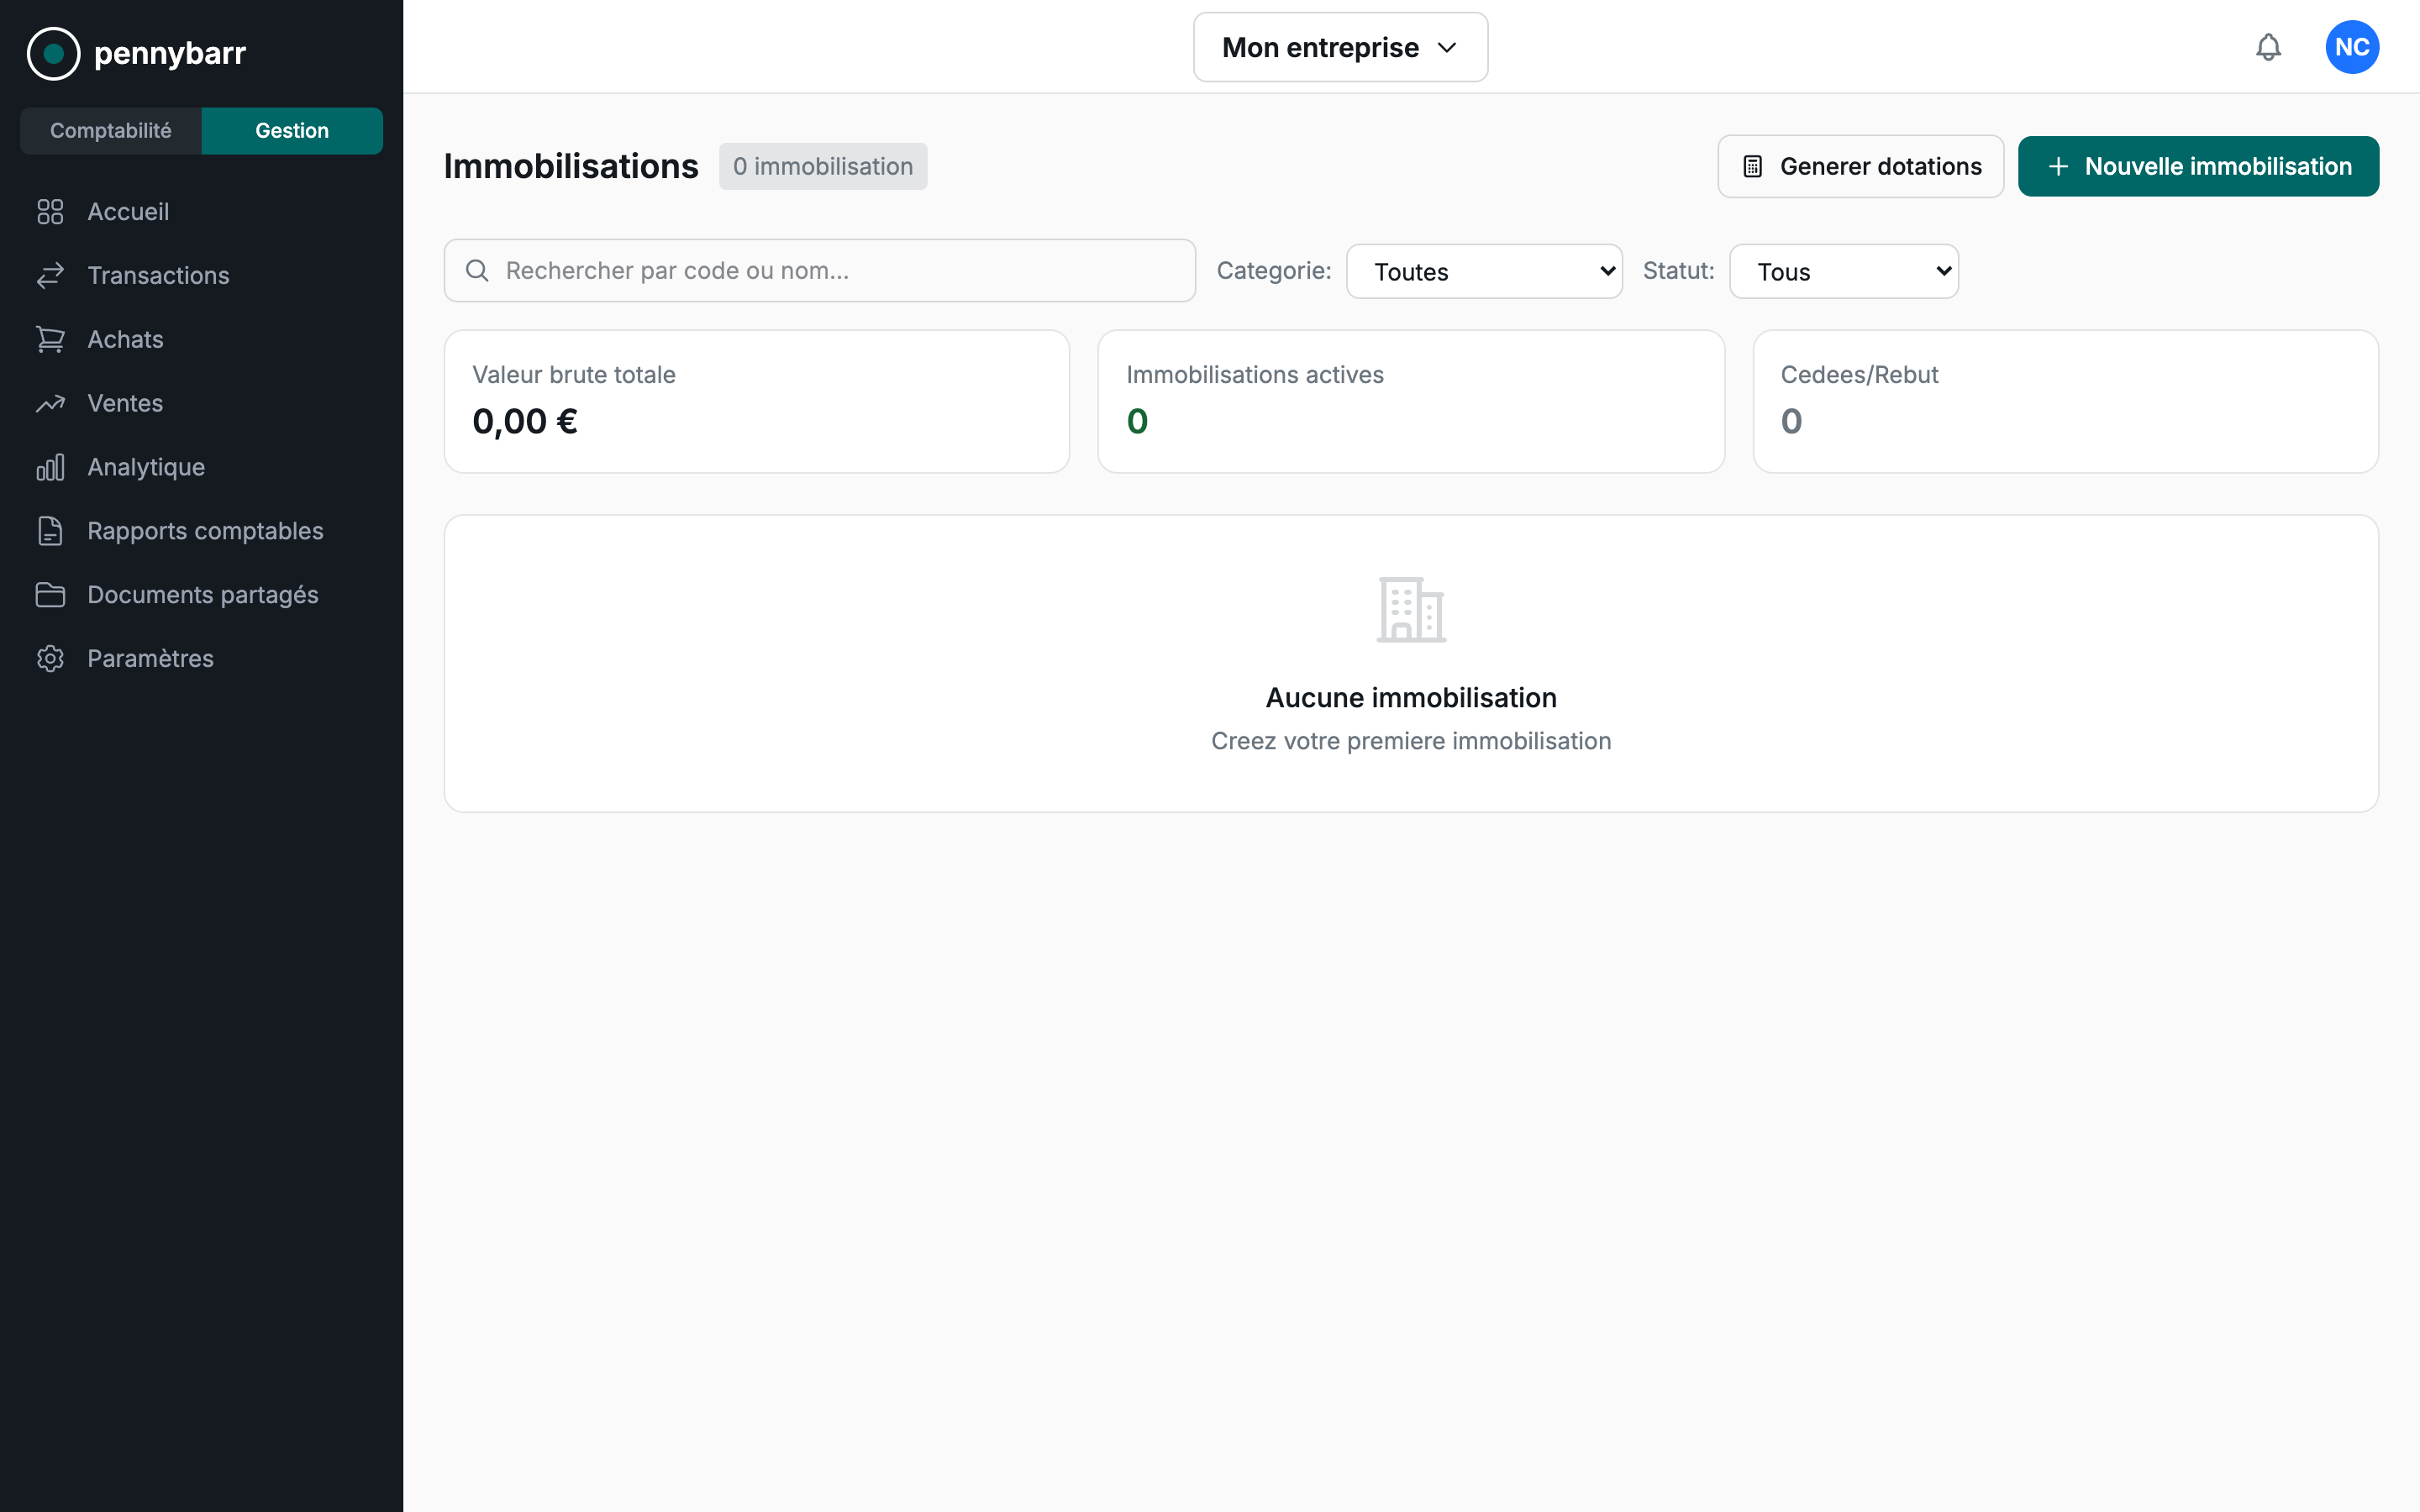 pennybarr
Comptabilité
Gestion
Accueil
Transactions
Achats
Ventes
Analytique
Rapports comptables
Documents partagés
Paramètres
Mon entreprise
NC
Immobilisations
0 immobilisation
Generer dotations
Nouvelle immobilisation
Rechercher par code ou nom...
Categorie:
Toutes
Statut:
Tous
Valeur brute totale
0,00 €
Immobilisations actives
0
Cedees/Rebut
0
Aucune immobilisation
Creez votre premiere immobilisation